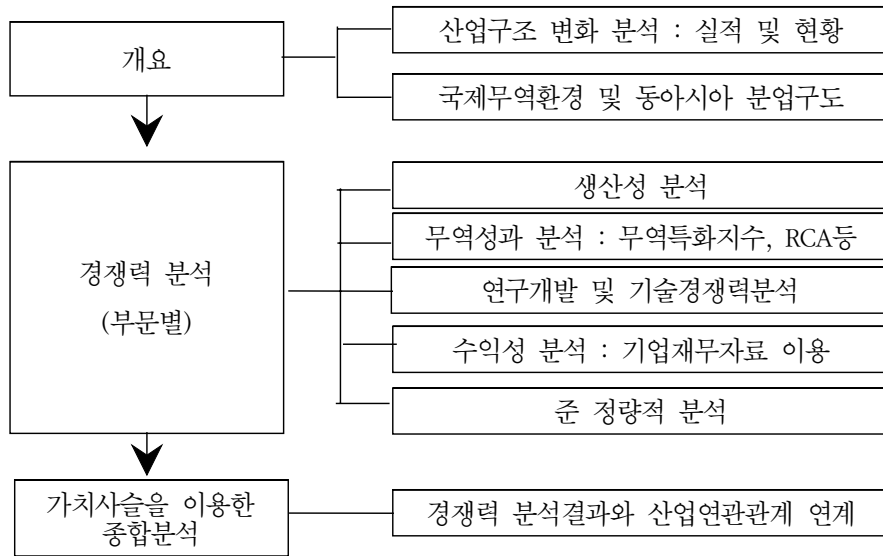 개요
산업구조 변화 분석 : 실적 및 현황
국제무역환경 및 동아시아 분업구도
경쟁력 분석
(부문별)
생산성 분석
무역성과 분석 : 무역특화지수, RCA등
연구개발 및 기술경쟁력분석
수익성 분석 : 기업재무자료 이용
준 정량적 분석
가치사슬을 이용한
종합분석
경쟁력 분석결과와 산업연관관계 연계